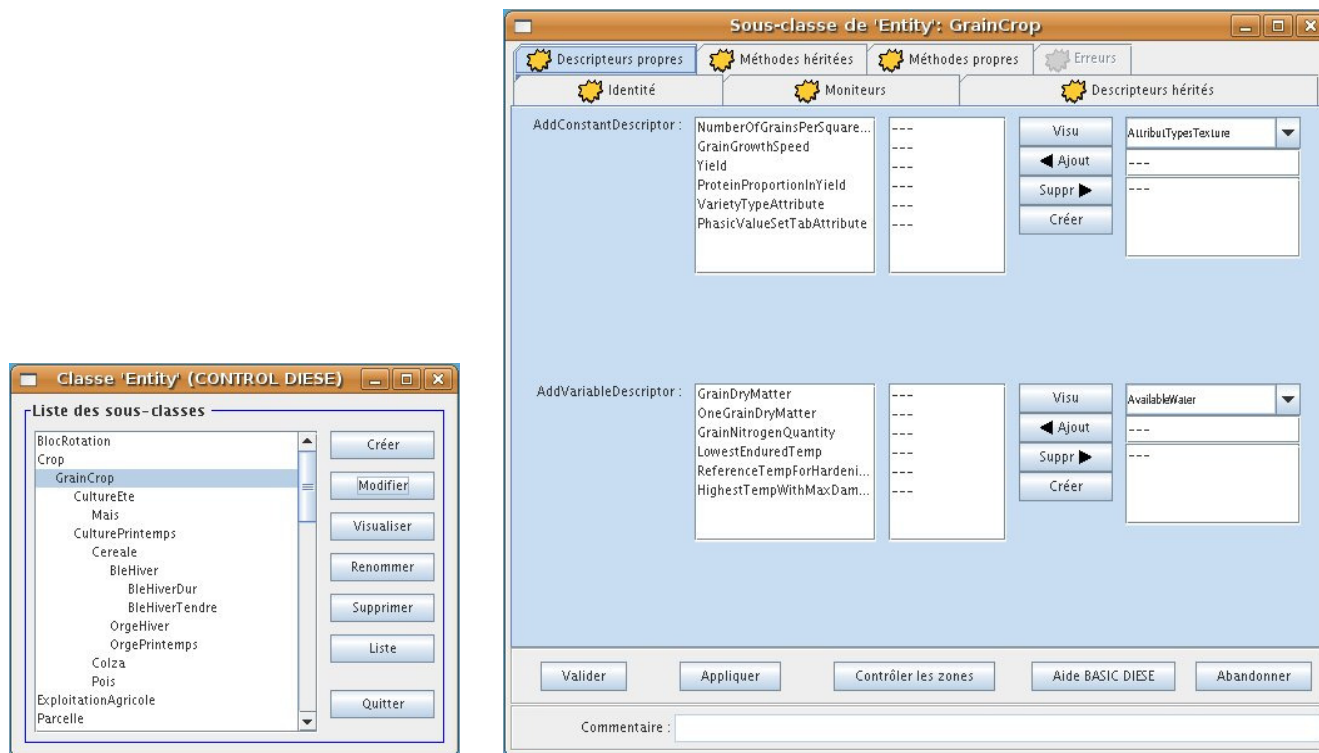 Sous-classe de 'Entity': GrainCrop
Descripteurs propres Méthodes héritées Méthodes propres Erreurs
Identité Moniteurs Descripteurs hérités
AddConstantDescriptor :
NumberOfGrainsPerSquare... ---
GrainGrowthSpeed ---
Yield ---
ProteinProportionInYield ---
VarietyTypeAttribute ---
PhasicValueSetTabAttribute ---
Visu AttributTypesTexture
Ajout ---
Suppr ---
Créer
AddVariableDescriptor :
GrainDryMatter ---
OneGrainDryMatter ---
GrainNitrogenQuantity ---
LowestEnduredTemp ---
ReferenceTempForHardeni... ---
HighestTempWithMaxDam... ---
Visu AvailableWater
Ajout ---
Suppr ---
Créer
Valider Appliquer Contrôler les zones Aide BASIC DIESE Abandonner
Commentaire :
Classe 'Entity' (CONTROL DIESE)
Liste des sous-classes
BlocRotation
Crop
GrainCrop
CultureEte
Mais
CulturePrintemps
Cereale
BleHiver
BleHiverDur
BleHiverTendre
OrgeHiver
OrgePrintemps
Colza
Pois
ExploitationAgricole
Parcelle
Créer
Modifier
Visualiser
Renommer
Supprimer
Liste
Quitter